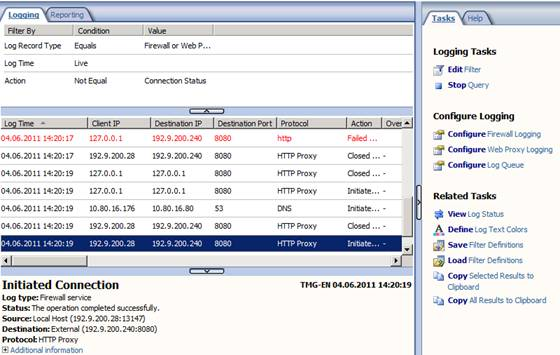 Logging Reporting
Filter By Condition Value
Log Record Type Equals Firewall or Web P...
Log Time Live
Action Not Equal Connection Status
Log Time Client IP Destination IP Destination Port Protocol Action Over
04.06.2011 14:20:17 127.0.0.1 192.9.200.240 8080 http Failed ...
04.06.2011 14:20:17 192.9.200.28 192.9.200.240 8080 HTTP Proxy Closed ... -
04.06.2011 14:20:19 127.0.0.1 127.0.0.1 8080 HTTP Proxy Closed ... -
04.06.2011 14:20:19 127.0.0.1 127.0.0.1 8080 HTTP Proxy Initiate... -
04.06.2011 14:20:19 10.80.16.176 10.80.16.80 53 DNS Initiate... -
04.06.2011 14:20:19 192.9.200.28 192.9.200.240 8080 HTTP Proxy Closed ... -
04.06.2011 14:20:19 192.9.200.28 192.9.200.240 8080 HTTP Proxy Initiate... -
Initiated Connection TMG-EN 04.06.2011 14:20:19
Log type: Firewall service
Status: The operation completed successfully.
Source: Local Host (192.9.200.28:13147)
Destination: External (192.9.200.240:8080)
Protocol: HTTP Proxy
Additional information
Tasks Help
Logging Tasks
Edit Filter
Stop Query
Configure Logging
Configure Firewall Logging
Configure Web Proxy Logging
Configure Log Queue
Related Tasks
View Log Status
Define Log Text Colors
Save Filter Definitions
Load Filter Definitions
Copy Selected Results to
Clipboard
Copy All Results to Clipboard